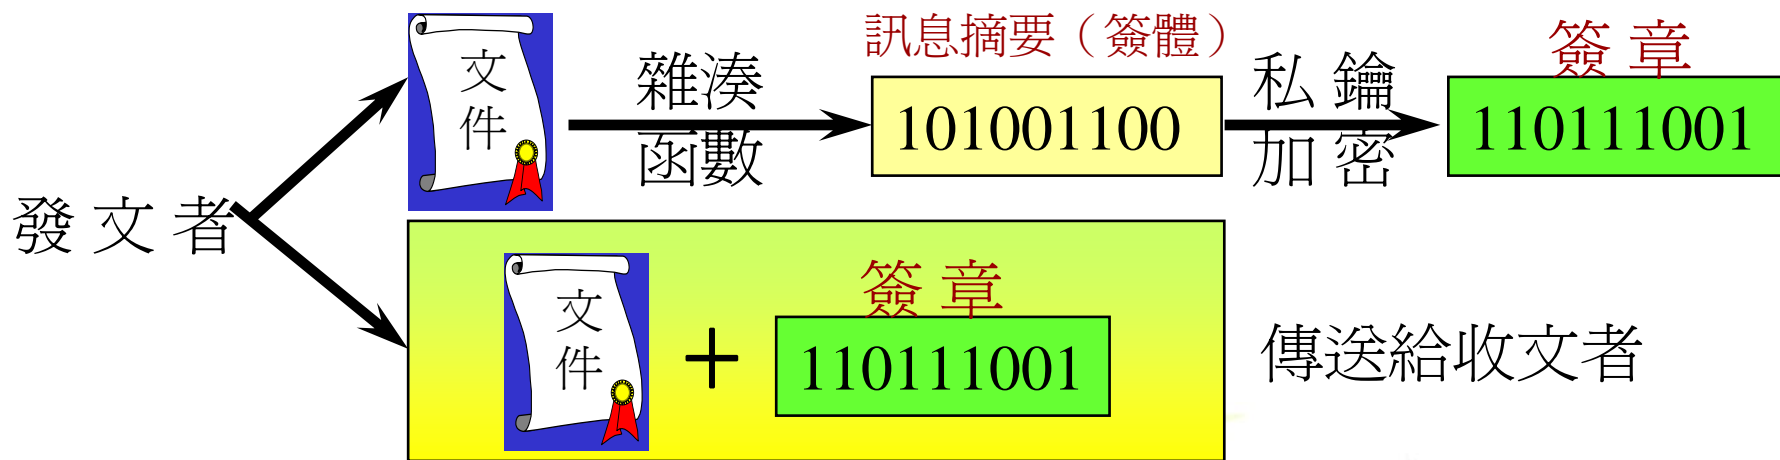 訊息摘要（簽體）
簽章
文件
雜湊
函數
101001100
私鑰
加密
110111001
發文者
文件
+
簽章
110111001
傳送給收文者